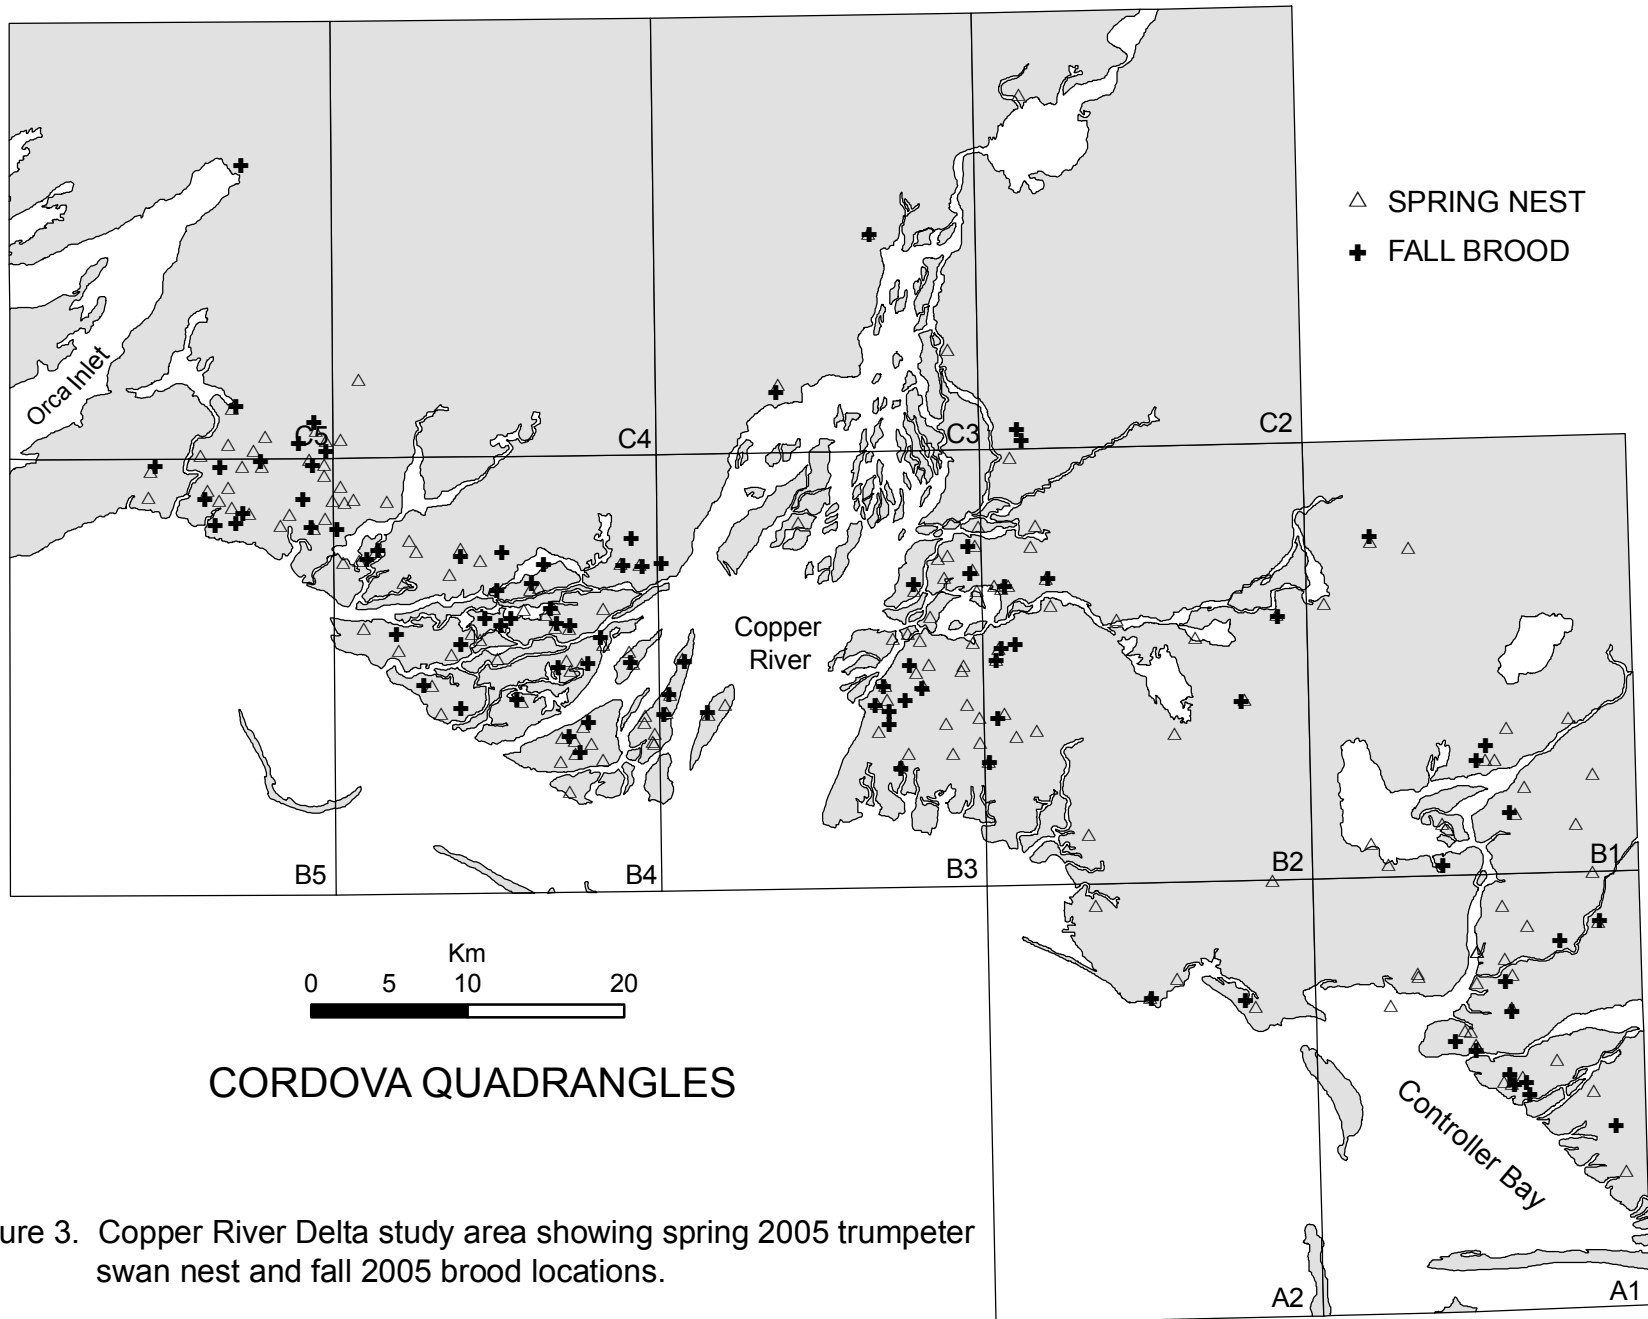 SPRING NEST
FALL BROOD
Orca Inlet
C5
C4
C3
C2
Copper
River
B5
B4
B3
B2
B1
Km
0 5 10 20
CORDOVA QUADRANGLES
Controller Bay
ure 3. Copper River Delta study area showing spring 2005 trumpeter
swan nest and fall 2005 brood locations.
A2
A1